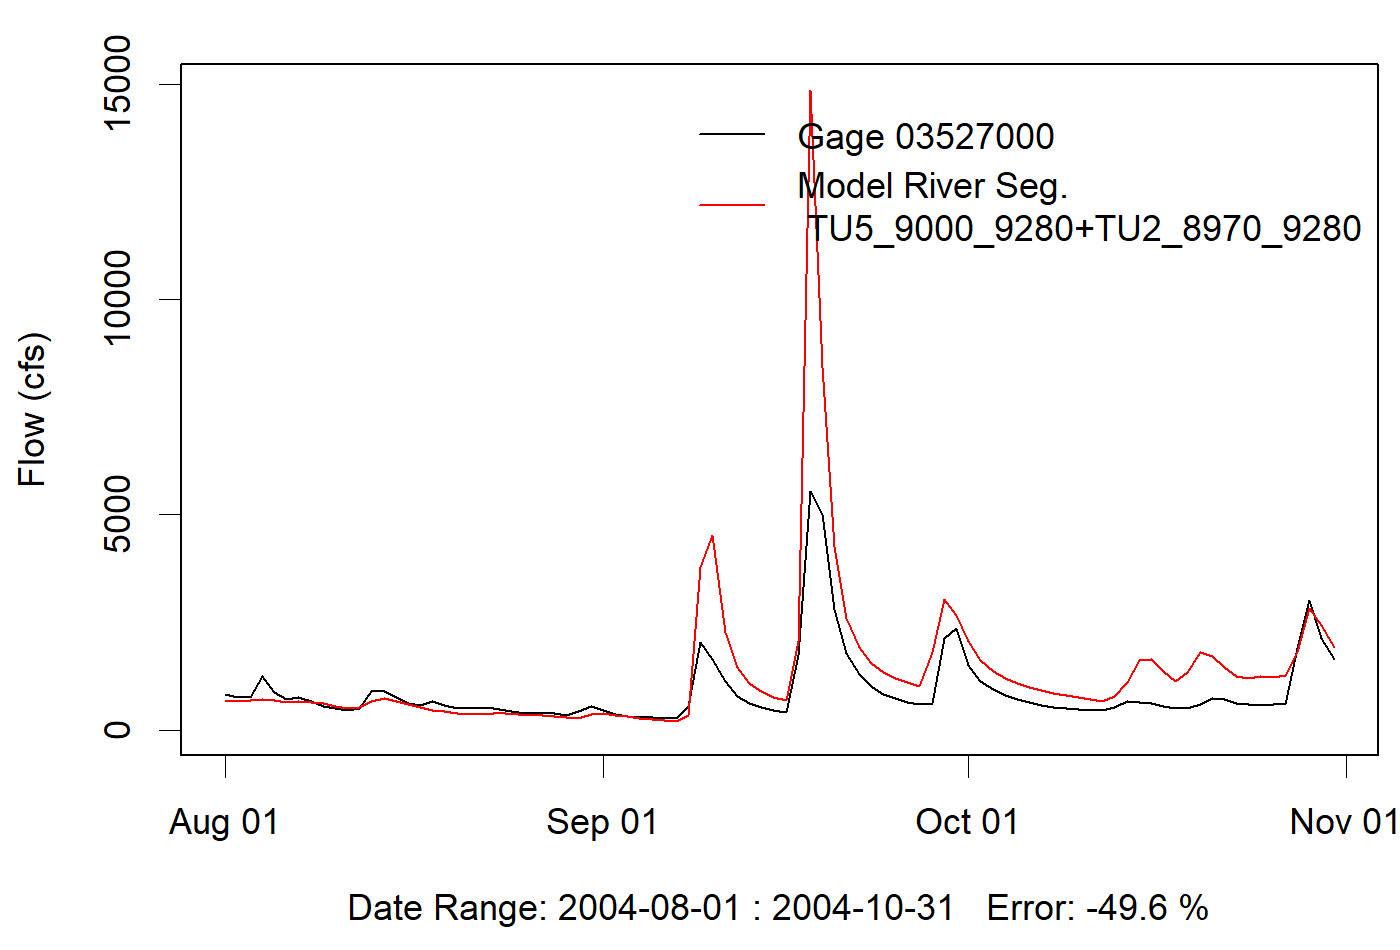 Flow (cfs)
15000
10000
5000
0
Gage 03527000
Model River Seg.
TU5_9000_9280+TU2_8970_9280
Aug 01
Sep 01
Oct 01
Nov 01
Date Range: 2004-08-01 : 2004-10-31 Error: -49.6 %